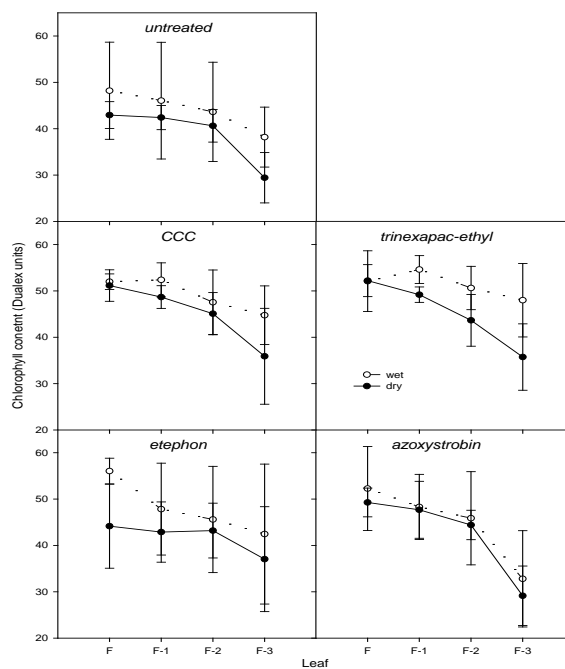 untreated
60
50
40
30
20
CCC
trinexapac-ethyl
60
50
40
30
20
wet
dry
Chlorophyll conetnt (Dualex units)
etephon
azoxystrobin
60
50
40
30
20
F F-1 F-2 F-3 F F-1 F-2 F-3
Leaf